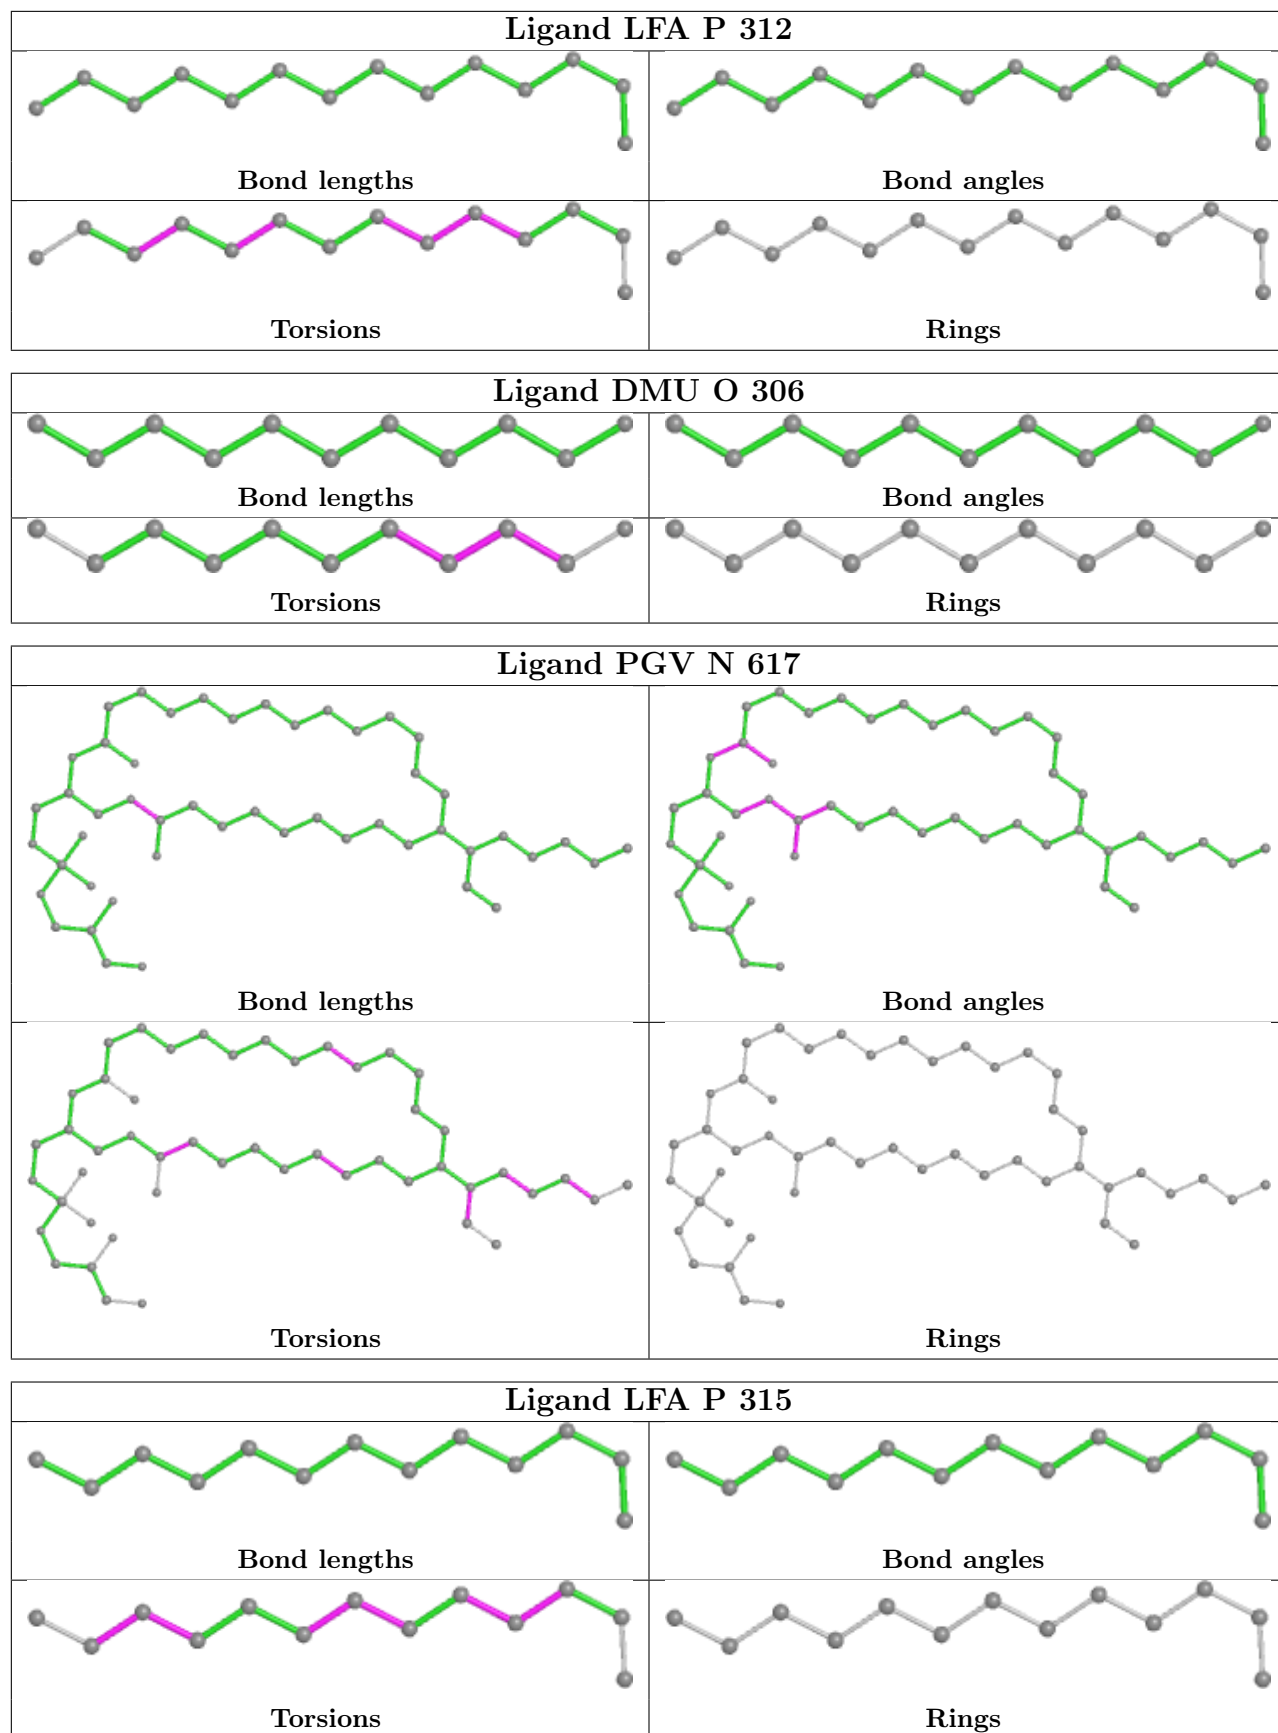 Ligand LFA P 312
Bond lengths
Bond angles
Torsions
Rings
Ligand DMU O 306
Bond lengths
Bond angles
Torsions
Rings
Ligand PGV N 617
Bond lengths
Bond angles
Torsions
Rings
Ligand LFA P 315
Bond lengths
Bond angles
Torsions
Rings